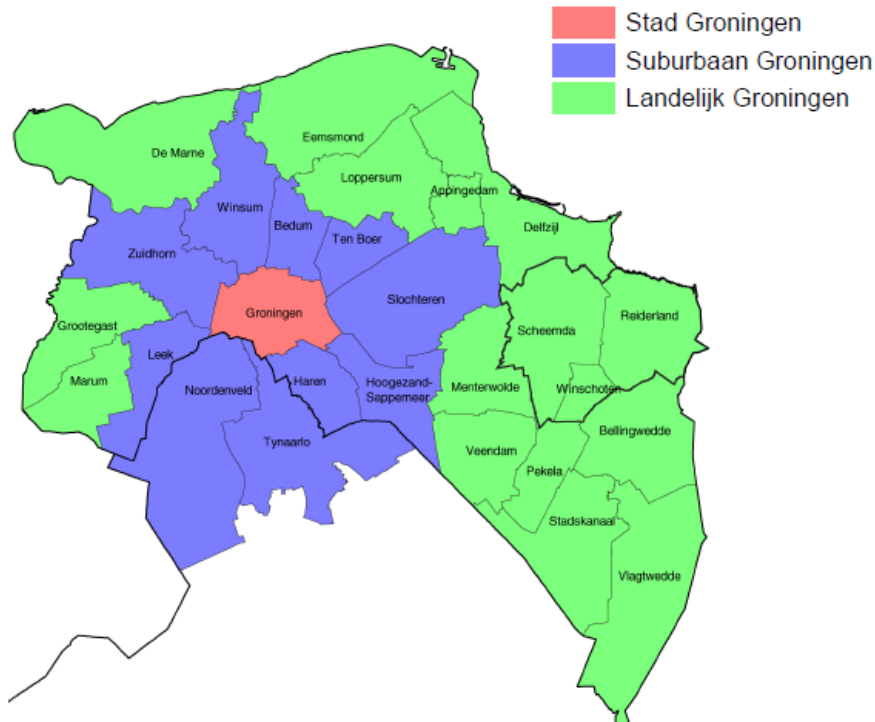 Stad Groningen
Suburbaan Groningen
Landelijk Groningen
Eemsmond
De Marne
Loppersum
Appingedam
Winsum
Bedum
Delfzijl
Ten Boer
Zuidhorn
Slochteren
Groningen
Reiderland
Grootegast
Scheemda
Leek
Marum
Haren
Hoogezand-
Sappemeer
Menterwolde
Winschoten
Noordenveld
Bellingwedde
Tynaarlo
Veendam
Pekela
Stadskanaal
Vlagtwedde